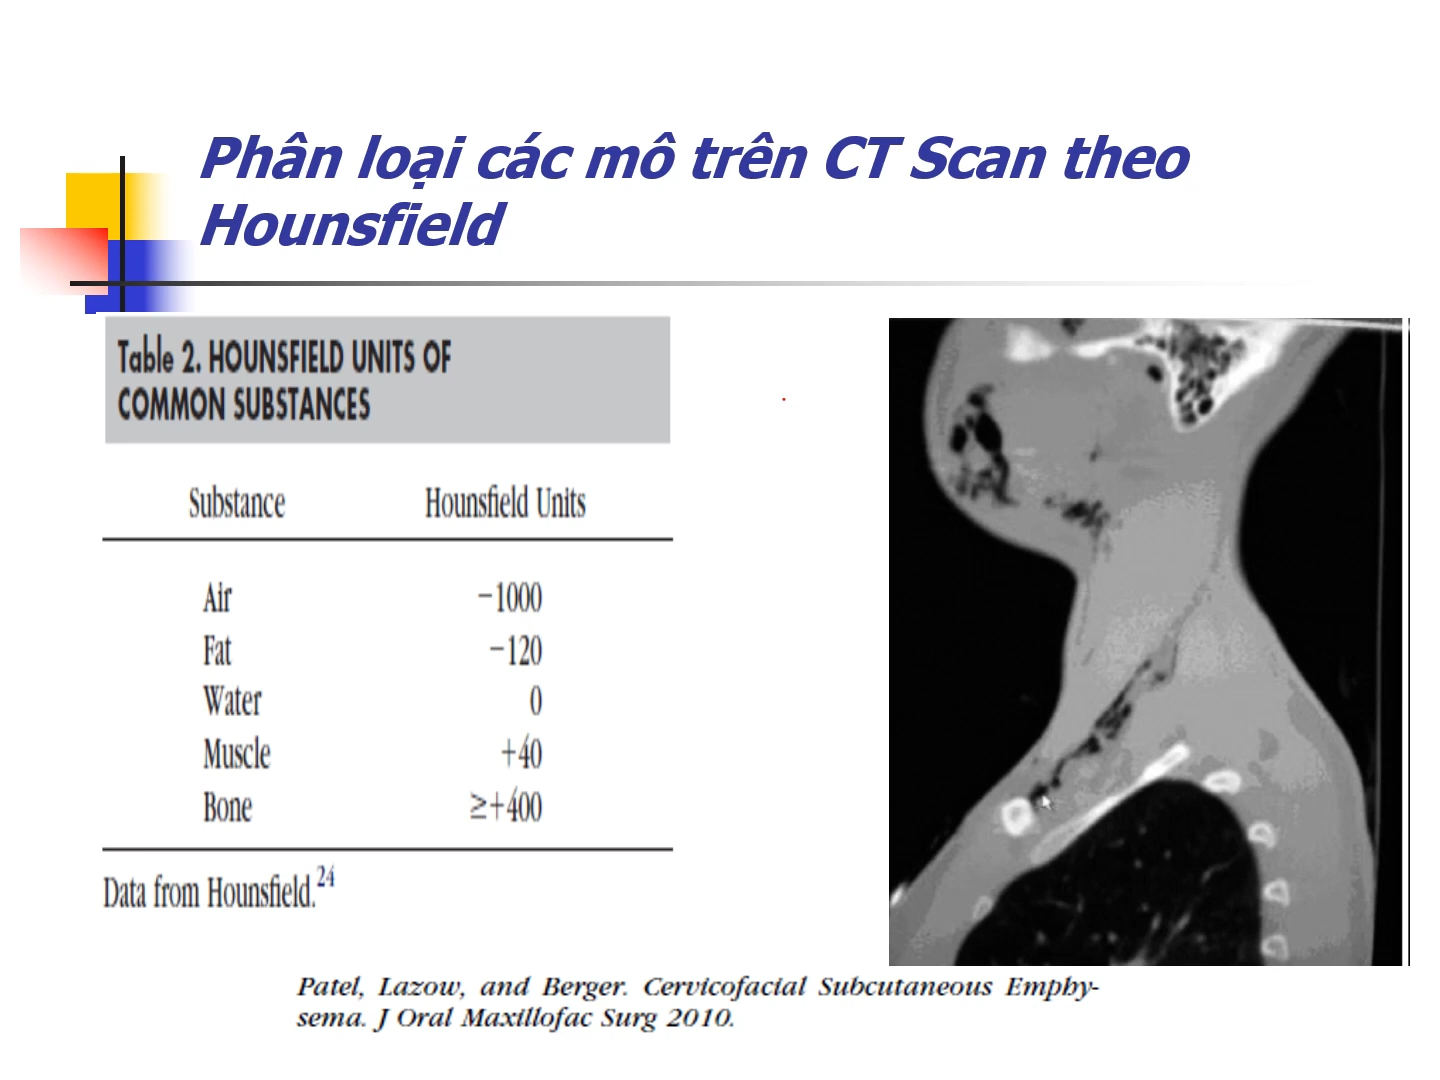 Phân loại các mô trên CT Scan theo
Hounsfield
Table 2. HOUNSFIELD UNITS OF
COMMON SUBSTANCES
Substance Hounsfield Units
Air −1000
Fat −120
Water 0
Muscle +40
Bone ≥+400
Data from Hounsfield.24
Patel, Lazow, and Berger. Cervicofacial Subcutaneous Emphy-
sema. J Oral Maxillofac Surg 2010.